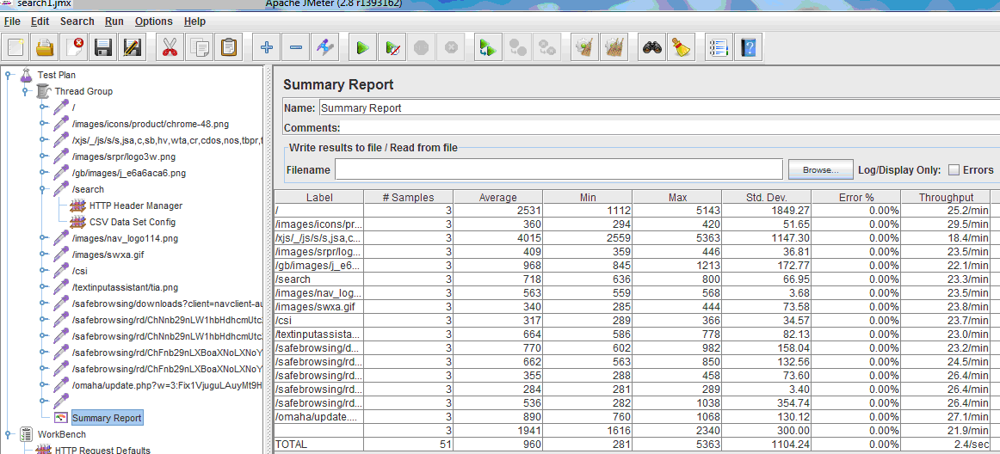 search1.jmx Apache JMeter (2.8 r1393162)
File Edit Search Run Options Help
Test Plan
Thread Group
/
/images/icons/product/chrome-48.png
/xjs/_/js/s/s,jsa,c,sb,hv,wta,cr,cdos,nos,tbpr,
/images/srpr/logo3w.png
/gb/images/j_e6a6aca6.png
/search
HTTP Header Manager
CSV Data Set Config
/images/nav_logo114.png
/images/swxa.gif
/csi
/textinputassistant/tia.png
/safebrowsing/downloads?client=navclient-au
/safebrowsing/rd/ChNnb29nLW1hbHdhcmUtc
/safebrowsing/rd/ChNnb29nLW1hbHdhcmUtc
/safebrowsing/rd/ChFnb29nLXBoaXNoLXNoY
/safebrowsing/rd/ChFnb29nLXBoaXNoLXNoY
/omaha/update.php?w=3:Fix1VjuguLAuyMt9H
Summary Report
WorkBench
HTTP Request Defaults
Summary Report
Name: Summary Report
Comments:
Write results to file / Read from file
Filename Browse... Log/Display Only: Errors
Label # Samples Average Min Max Std. Dev. Error % Throughput
/ 3 2531 1112 5143 1849.27 0.00% 25.2/min
/images/icons/pr... 3 360 294 420 51.65 0.00% 29.5/min
/xjs/_/js/s/s,jsa,c... 3 4015 2559 5363 1147.30 0.00% 18.4/min
/images/srpr/log... 3 409 359 446 36.81 0.00% 23.5/min
/gb/images/j_e6... 3 968 845 1213 172.77 0.00% 22.1/min
/search 3 718 636 800 66.95 0.00% 23.3/min
/images/nav_log... 3 563 559 568 3.68 0.00% 23.5/min
/images/swxa.gif 3 340 285 444 73.58 0.00% 23.8/min
/csi 3 317 289 366 34.57 0.00% 23.7/min
/textinputassista... 3 664 586 778 82.13 0.00% 23.0/min
/safebrowsing/d... 3 770 602 982 158.04 0.00% 23.2/min
/safebrowsing/rd... 3 662 563 850 132.56 0.00% 24.5/min
/safebrowsing/rd... 3 355 288 458 73.60 0.00% 26.4/min
/safebrowsing/rd... 3 284 281 289 3.40 0.00% 26.4/min
/safebrowsing/rd... 3 536 282 1038 354.74 0.00% 26.4/min
/omaha/update.... 3 890 760 1068 130.12 0.00% 27.1/min
3 1941 1616 2340 300.00 0.00% 21.9/min
TOTAL 51 960 281 5363 1104.24 0.00% 2.4/sec